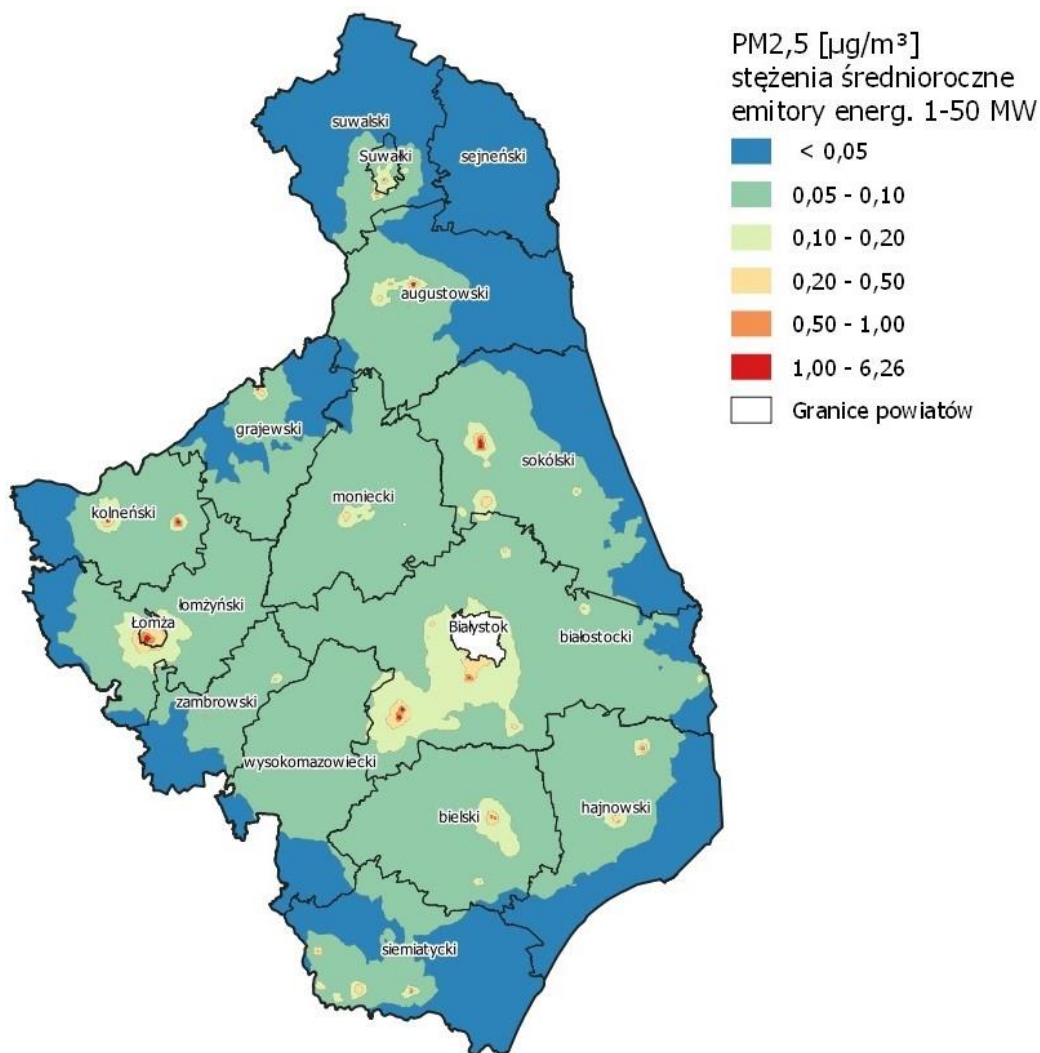 PM2,5 [µg/m³]
stężenia średnioroczne
emitory energ. 1-50 MW
< 0,05
0,05 - 0,10
0,10 - 0,20
0,20 - 0,50
0,50 - 1,00
1,00 - 6,26
Granice powiatów
suwalski
Suwałki
sejneński
augustowski
grajewski
sokólski
moniecki
kolneński
łomżyński
Łomża
Białystok
białostocki
zambrowski
wysokomazowiecki
bielski
hajnowski
siemiatycki